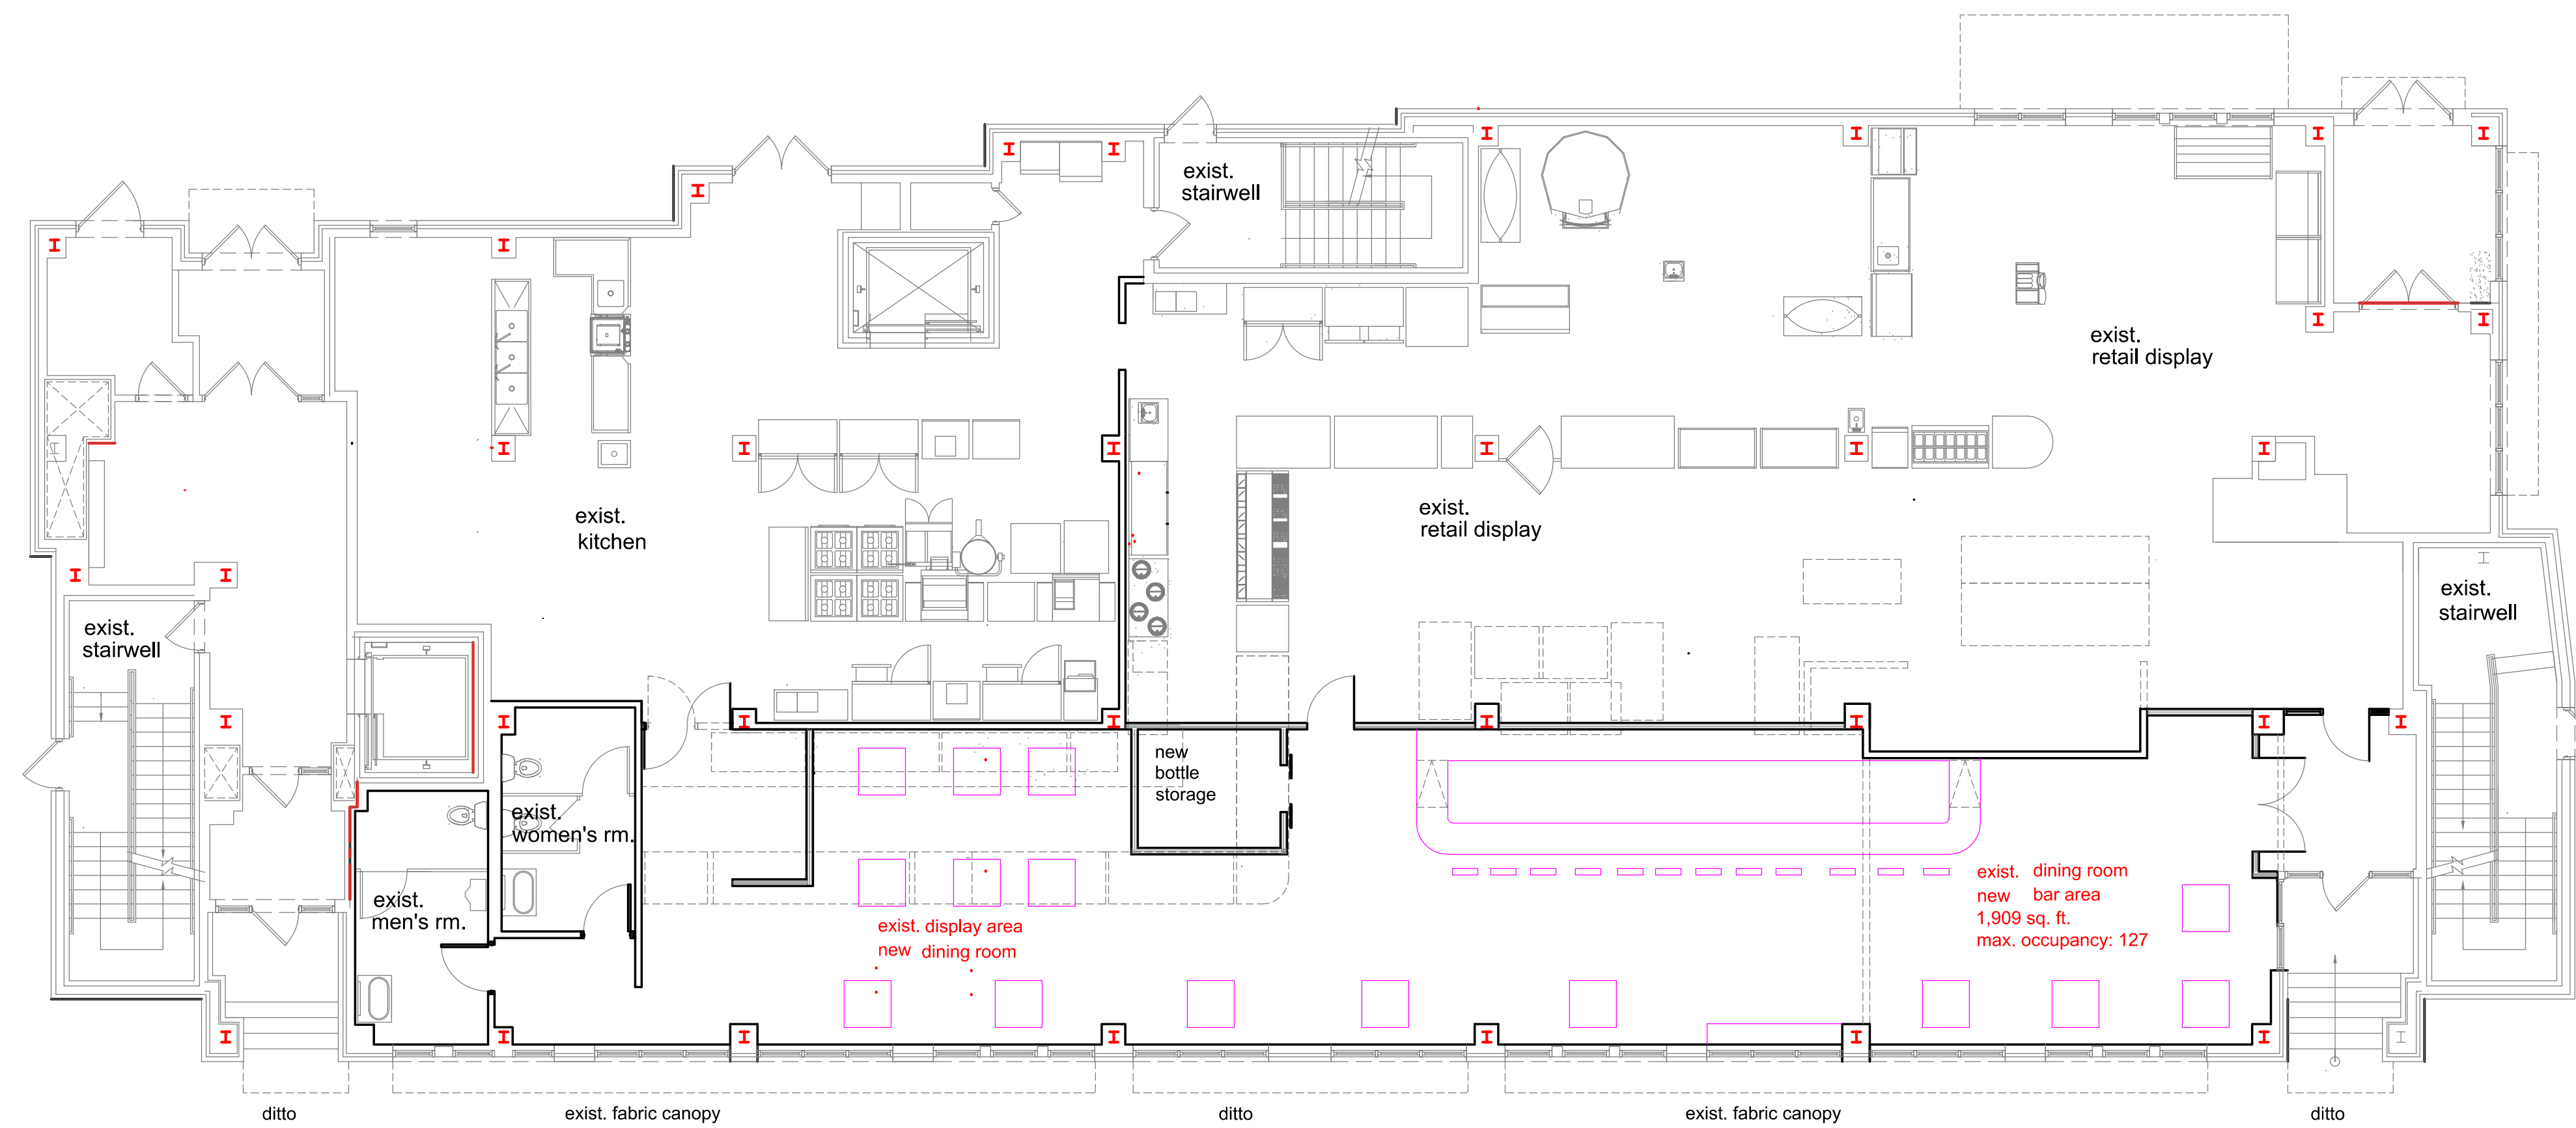 exist.
stairwell
exist.
retail display
exist.
kitchen
exist.
retail display
exist.
stairwell
exist.
stairwell
new
bottle
storage
exist.
women's rm.
exist.
men's rm.
exist. display area
new dining room
exist. dining room
new bar area
1,909 sq. ft.
max. occupancy: 127
ditto
exist. fabric canopy
ditto
exist. fabric canopy
ditto